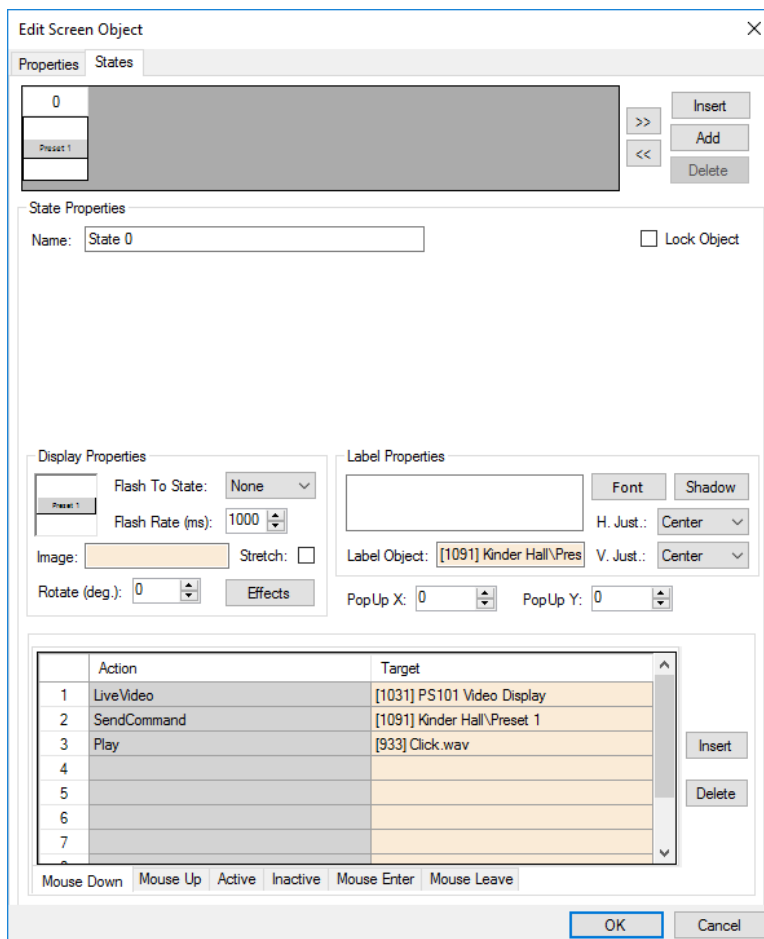 Edit Screen Object
Properties States
0
Preset 1
>>
<<
Insert
Add
Delete
State Properties
Name: State 0
Lock Object
Display Properties
Preset 1
Flash To State: None
Flash Rate (ms): 1000
Image: Stretch:
Rotate (deg.): 0 Effects
Label Properties
Font Shadow
H. Just.: Center
Label Object: [1091] Kinder Hall\Pres V. Just.: Center
PopUp X: 0 PopUp Y: 0
Action Target
1 LiveVideo [1031] PS101 Video Display
2 SendCommand [1091] Kinder Hall\Preset 1
3 Play [933] Click.wav
4
5
6
7
Insert
Delete
Mouse Down Mouse Up Active Inactive Mouse Enter Mouse Leave
OK Cancel